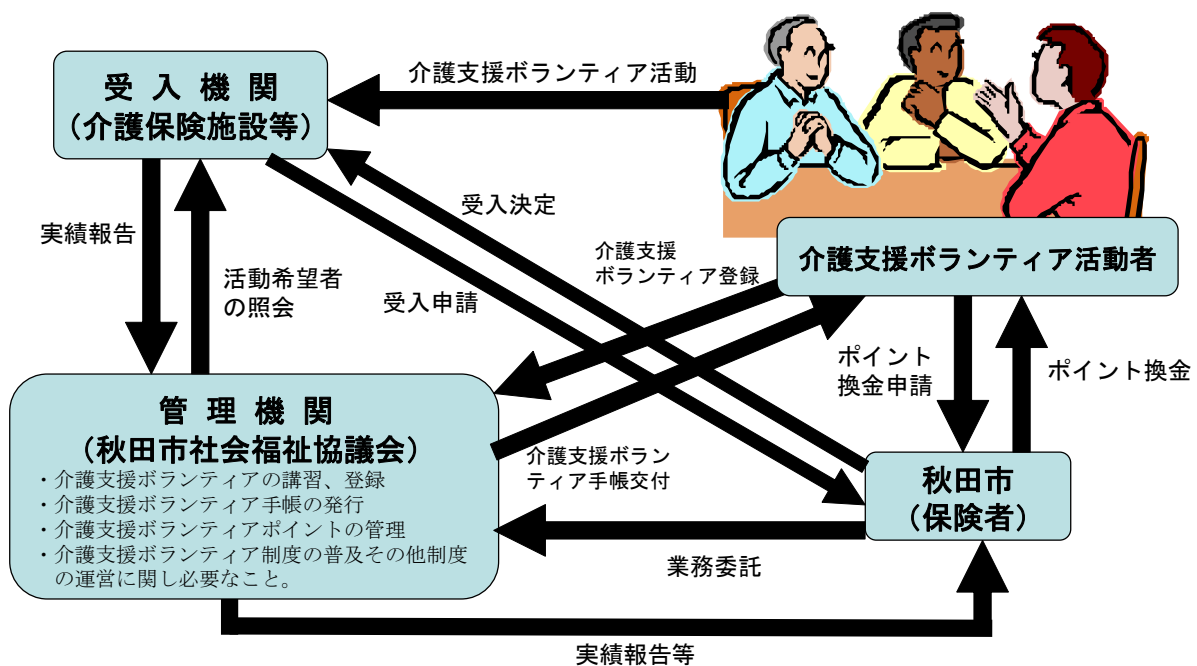 受入機関
（介護保険施設等）
介護支援ボランティア活動
実績報告
活動希望者
の照会
受入決定
受入申請
介護支援
ボランティア登録
介護支援ボランティア活動者
ポイント
換金申請
ポイント換金
管理機関
（秋田市社会福祉協議会）
・介護支援ボランティアの講習、登録
・介護支援ボランティア手帳の発行
・介護支援ボランティアポイントの管理
・介護支援ボランティア制度の普及その他制度
の運営に関し必要なこと。
介護支援ボラン
ティア手帳交付
秋田市
（保険者）
業務委託
実績報告等